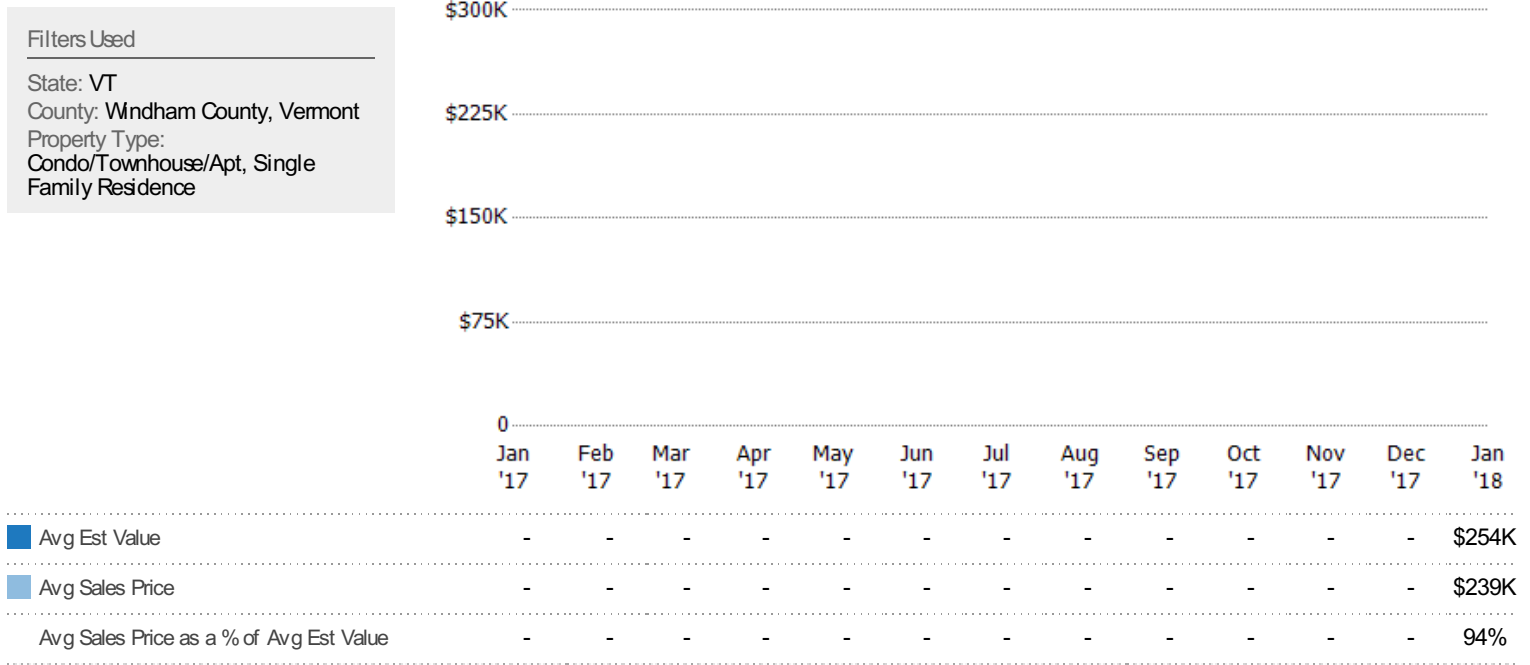 Filters Used
State: VT
County: Windham County, Vermont
Property Type:
Condo/Townhouse/Apt, Single
Family Residence
$300K
$225K
$150K
$75K
0
Jan Feb Mar Apr May Jun Jul Aug Sep Oct Nov Dec Jan
'17 '17 '17 '17 '17 '17 '17 '17 '17 '17 '17 '17 '18
Avg Est Value - - - - - - - - - - - - $254K
Avg Sales Price - - - - - - - - - - - - $239K
Avg Sales Price as a % of Avg Est Value - - - - - - - - - - - - 94%